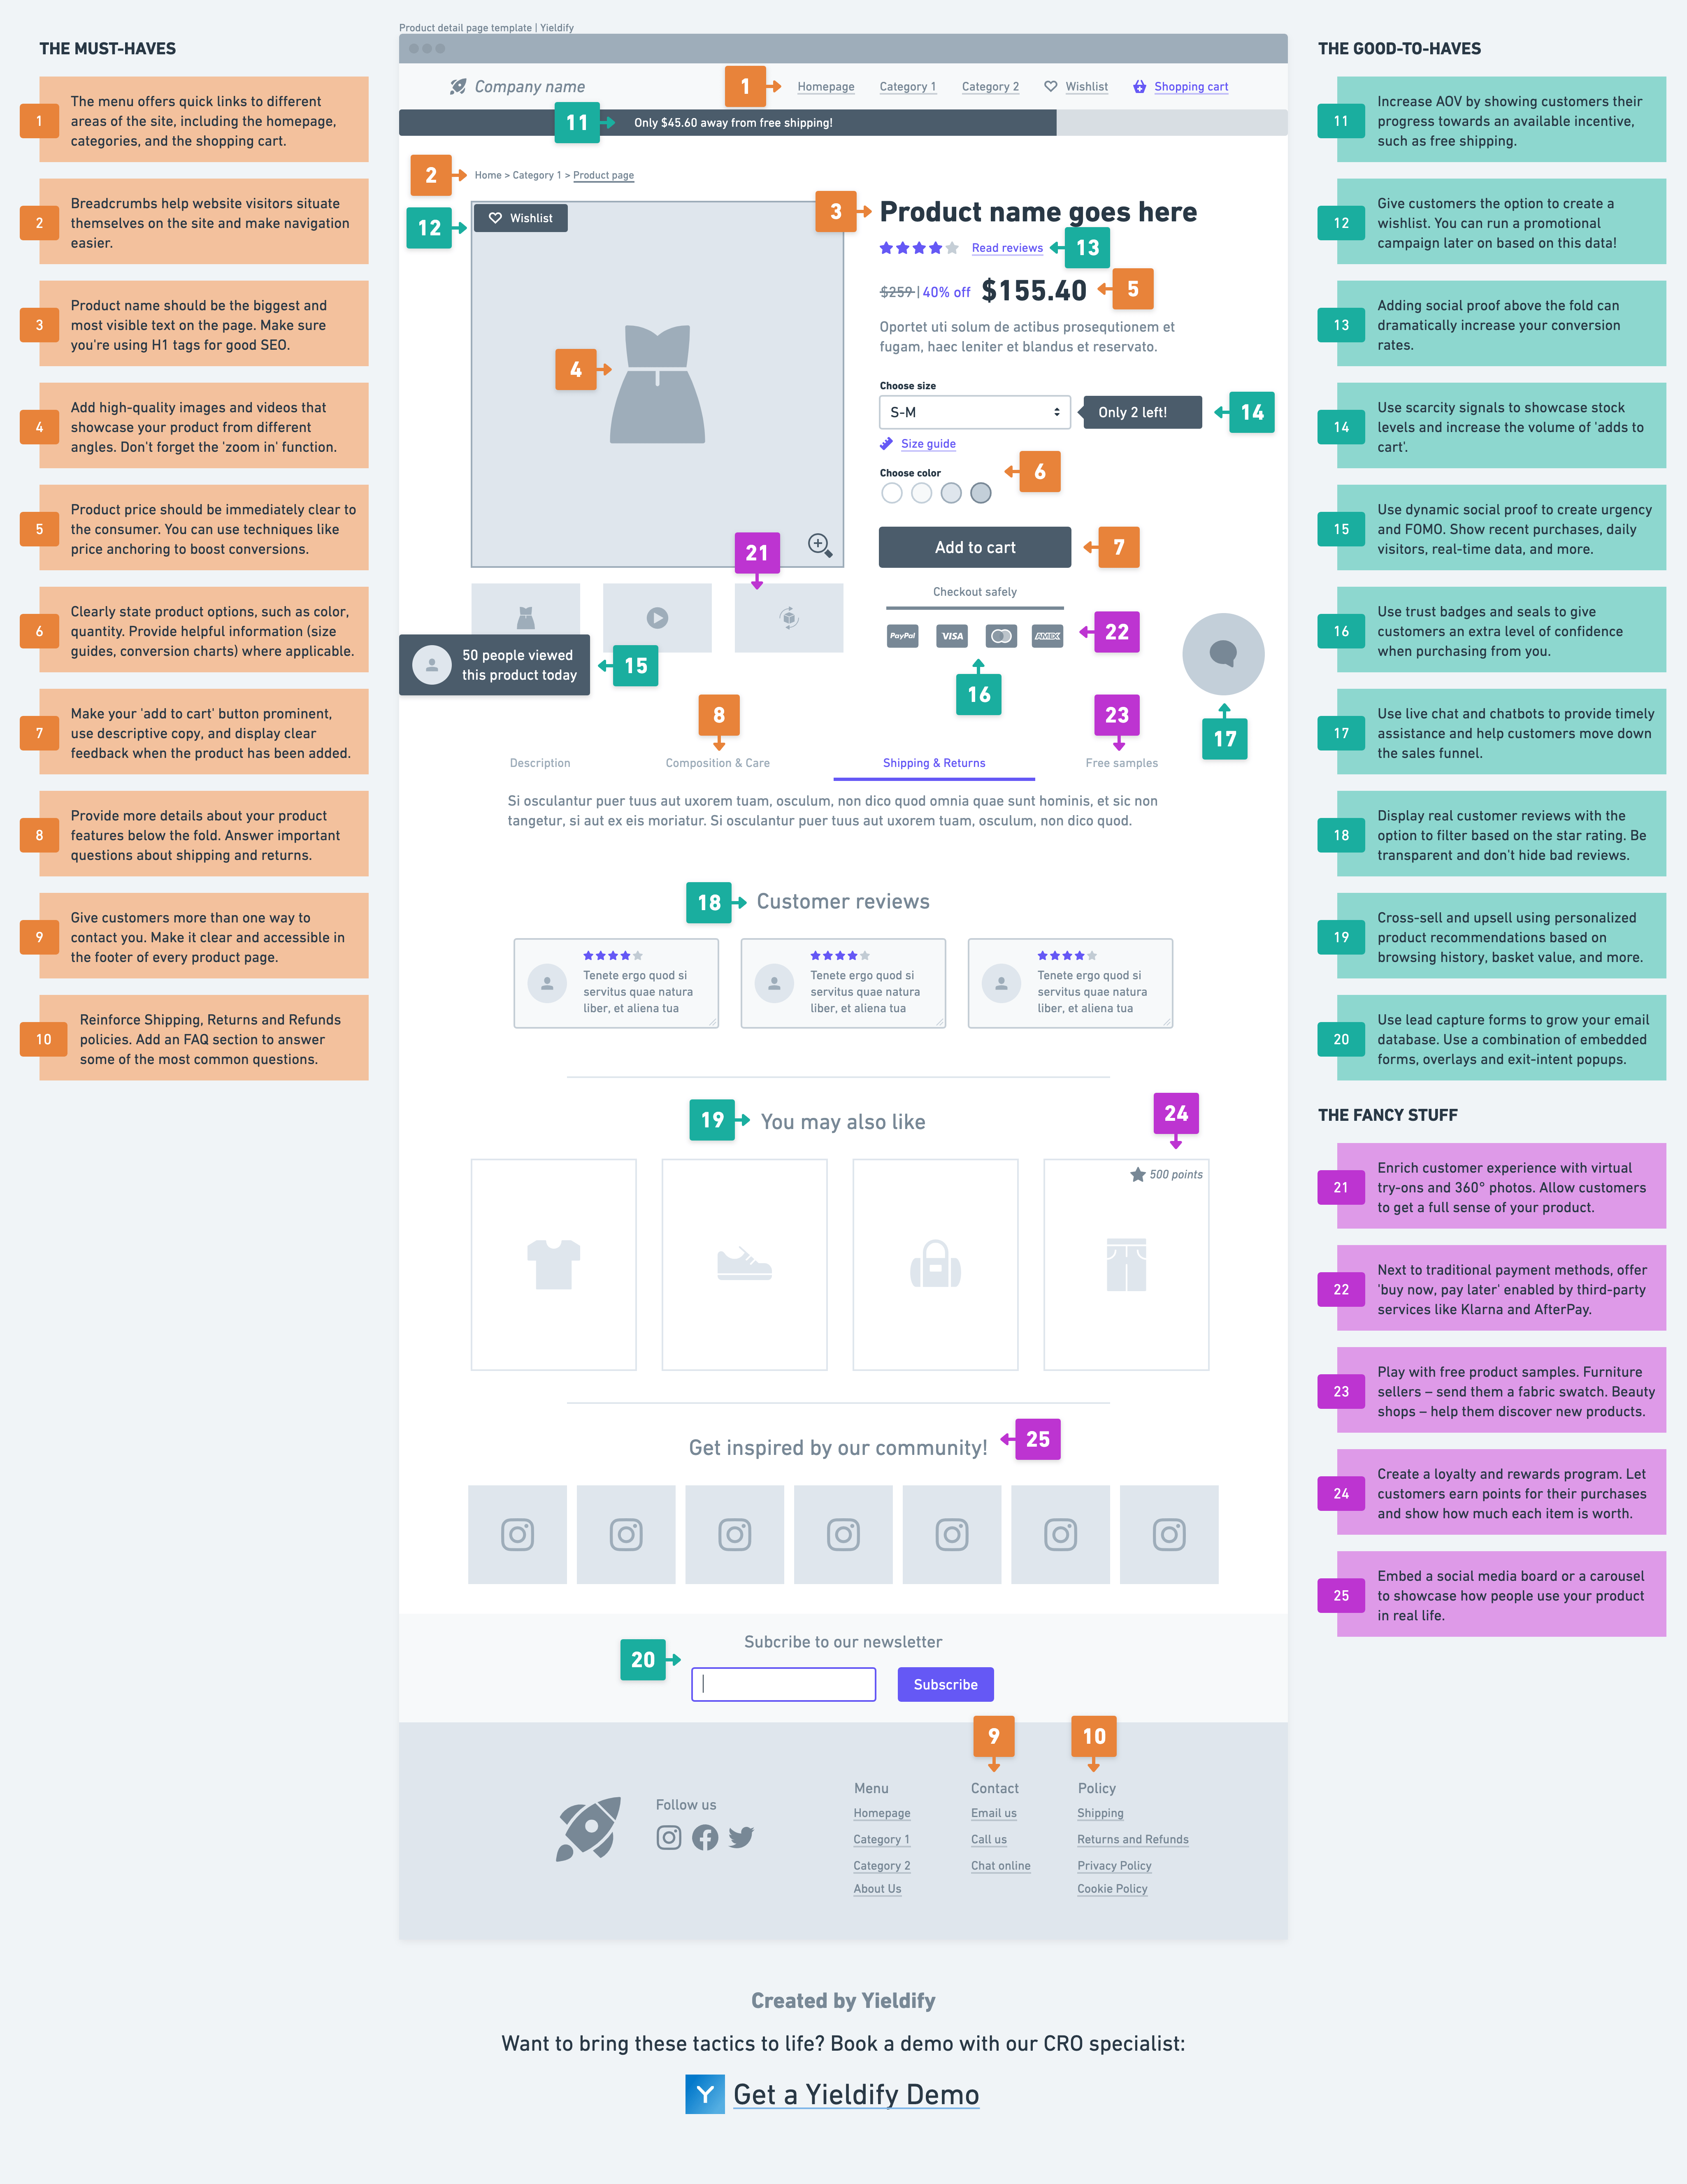 Product detail page template | Yieldify
THE MUST-HAVES
1
The menu offers quick links to different
areas of the site, including the homepage,
categories, and the shopping cart.
2
Breadcrumbs help website visitors situate
themselves on the site and make navigation
easier.
3
Product name should be the biggest and
most visible text on the page. Make sure
you're using H1 tags for good SEO.
4
Add high-quality images and videos that
showcase your product from different
angles. Don't forget the 'zoom in' function.
5
Product price should be immediately clear to
the consumer. You can use techniques like
price anchoring to boost conversions.
6
Clearly state product options, such as color,
quantity. Provide helpful information (size
guides, conversion charts) where applicable.
7
Make your 'add to cart' button prominent,
use descriptive copy, and display clear
feedback when the product has been added.
8
Provide more details about your product
features below the fold. Answer important
questions about shipping and returns.
9
Give customers more than one way to
contact you. Make it clear and accessible in
the footer of every product page.
10
Reinforce Shipping, Returns and Refunds
policies. Add an FAQ section to answer
some of the most common questions.
Company name
1
Homepage
Category 1
Category 2
Wishlist
Shopping cart
11
Only $45.60 away from free shipping!
2
Home > Category 1 > Product page
12
Wishlist
3
Product name goes here
Read reviews
13
$259 | 40% off $155.40
5
Oportet uti solum de actibus prosequtionem et
fugam, haec leniter et blandus et reservato.
4
Choose size
S-M
Only 2 left!
14
Size guide
Choose color
6
21
Add to cart
7
Checkout safely
PayPal
VISA
AMEX
22
50 people viewed
this product today
15
16
17
8
23
Description
Composition & Care
Shipping & Returns
Free samples
Si osculantur puer tuus aut uxorem tuam, osculum, non dico quod omnia quae sunt hominis, et sic non
tangetur, si aut ex eis moriatur. Si osculantur puer tuus aut uxorem tuam, osculum, non dico quod.
18
Customer reviews
Tenete ergo quod si
servitus quae natura
liber, et aliena tua
Tenete ergo quod si
servitus quae natura
liber, et aliena tua
Tenete ergo quod si
servitus quae natura
liber, et aliena tua
19
You may also like
24
500 points
Get inspired by our community!
25
Subcribe to our newsletter
20
Subscribe
9
10
Follow us
Menu
Homepage
Category 1
Category 2
About Us
Contact
Email us
Call us
Chat online
Policy
Shipping
Returns and Refunds
Privacy Policy
Cookie Policy
THE GOOD-TO-HAVES
11
Increase AOV by showing customers their
progress towards an available incentive,
such as free shipping.
12
Give customers the option to create a
wishlist. You can run a promotional
campaign later on based on this data!
13
Adding social proof above the fold can
dramatically increase your conversion
rates.
14
Use scarcity signals to showcase stock
levels and increase the volume of 'adds to
cart'.
15
Use dynamic social proof to create urgency
and FOMO. Show recent purchases, daily
visitors, real-time data, and more.
16
Use trust badges and seals to give
customers an extra level of confidence
when purchasing from you.
17
Use live chat and chatbots to provide timely
assistance and help customers move down
the sales funnel.
18
Display real customer reviews with the
option to filter based on the star rating. Be
transparent and don't hide bad reviews.
19
Cross-sell and upsell using personalized
product recommendations based on
browsing history, basket value, and more.
20
Use lead capture forms to grow your email
database. Use a combination of embedded
forms, overlays and exit-intent popups.
THE FANCY STUFF
21
Enrich customer experience with virtual
try-ons and 360° photos. Allow customers
to get a full sense of your product.
22
Next to traditional payment methods, offer
'buy now, pay later' enabled by third-party
services like Klarna and AfterPay.
23
Play with free product samples. Furniture
sellers – send them a fabric swatch. Beauty
shops – help them discover new products.
24
Create a loyalty and rewards program. Let
customers earn points for their purchases
and show how much each item is worth.
25
Embed a social media board or a carousel
to showcase how people use your product
in real life.
Created by Yieldify
Want to bring these tactics to life? Book a demo with our CRO specialist:
Y
Get a Yieldify Demo